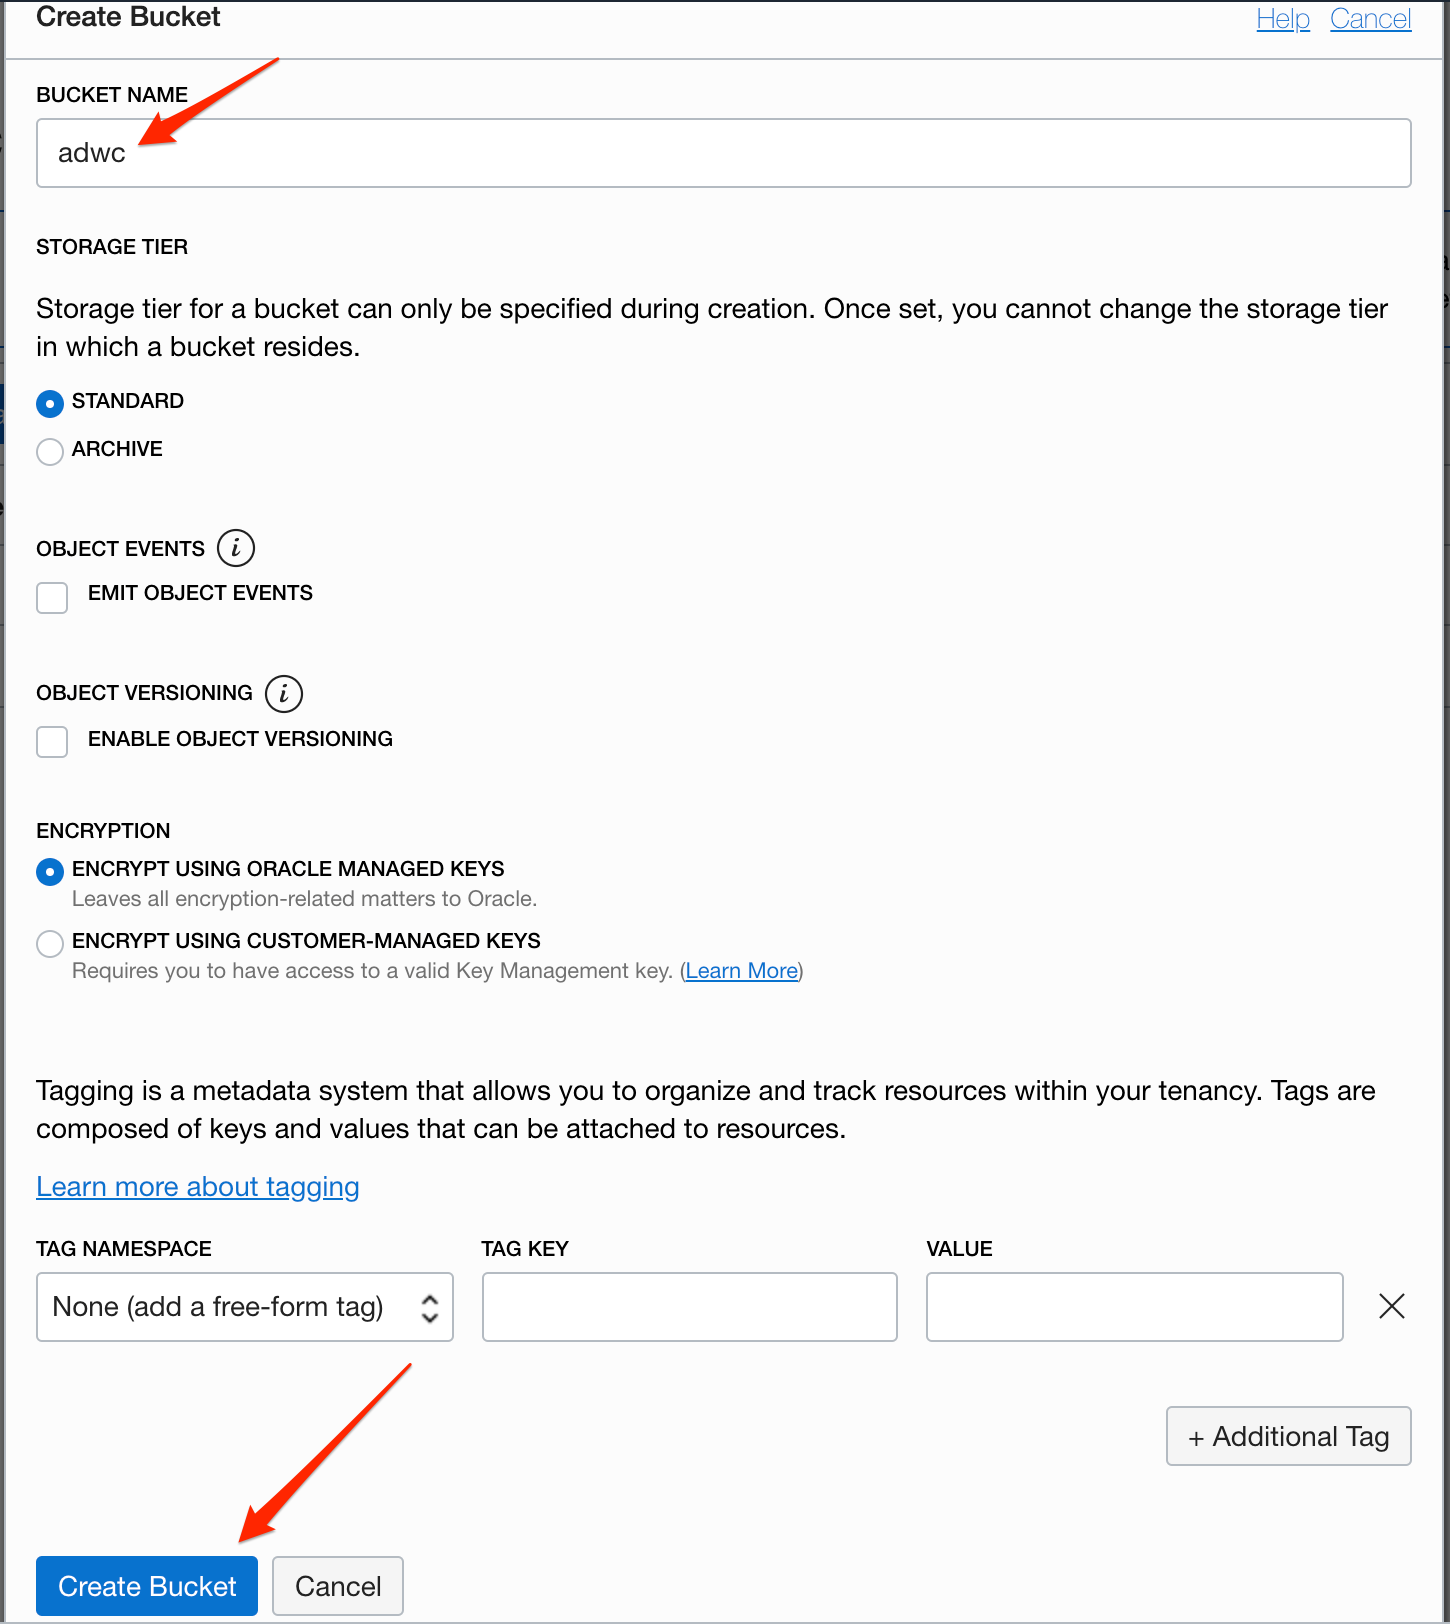 Create Bucket
Help Cancel
BUCKET NAME
adwc
STORAGE TIER
Storage tier for a bucket can only be specified during creation. Once set, you cannot change the storage tier
in which a bucket resides.
STANDARD
ARCHIVE
OBJECT EVENTS i
EMIT OBJECT EVENTS
OBJECT VERSIONING i
ENABLE OBJECT VERSIONING
ENCRYPTION
ENCRYPT USING ORACLE MANAGED KEYS
Leaves all encryption-related matters to Oracle.
ENCRYPT USING CUSTOMER-MANAGED KEYS
Requires you to have access to a valid Key Management key. (Learn More)
Tagging is a metadata system that allows you to organize and track resources within your tenancy. Tags are
composed of keys and values that can be attached to resources.
Learn more about tagging
TAG NAMESPACE TAG KEY VALUE
None (add a free-form tag)
+ Additional Tag
Create Bucket Cancel